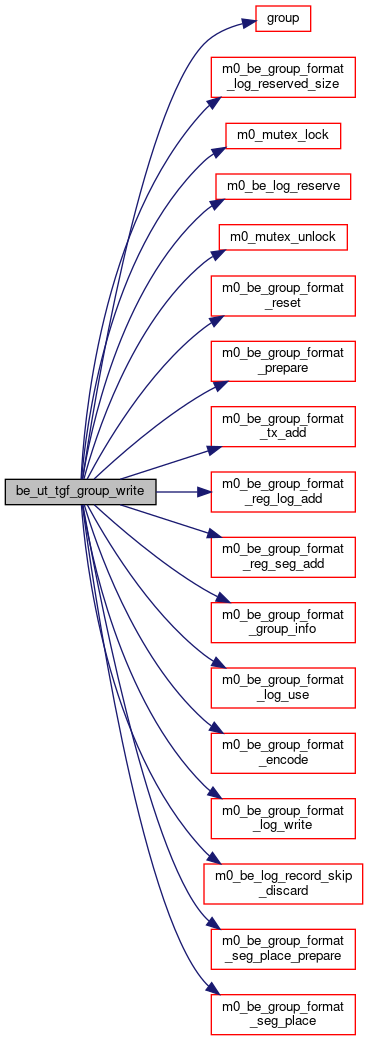 group
m0_be_group_format
_log_reserved_size
m0_mutex_lock
m0_be_log_reserve
m0_mutex_unlock
m0_be_group_format
_reset
m0_be_group_format
_prepare
m0_be_group_format
_tx_add
be_ut_tgf_group_write
m0_be_group_format
_reg_log_add
m0_be_group_format
_reg_seg_add
m0_be_group_format
_group_info
m0_be_group_format
_log_use
m0_be_group_format
_encode
m0_be_group_format
_log_write
m0_be_log_record_skip
_discard
m0_be_group_format
_seg_place_prepare
m0_be_group_format
_seg_place